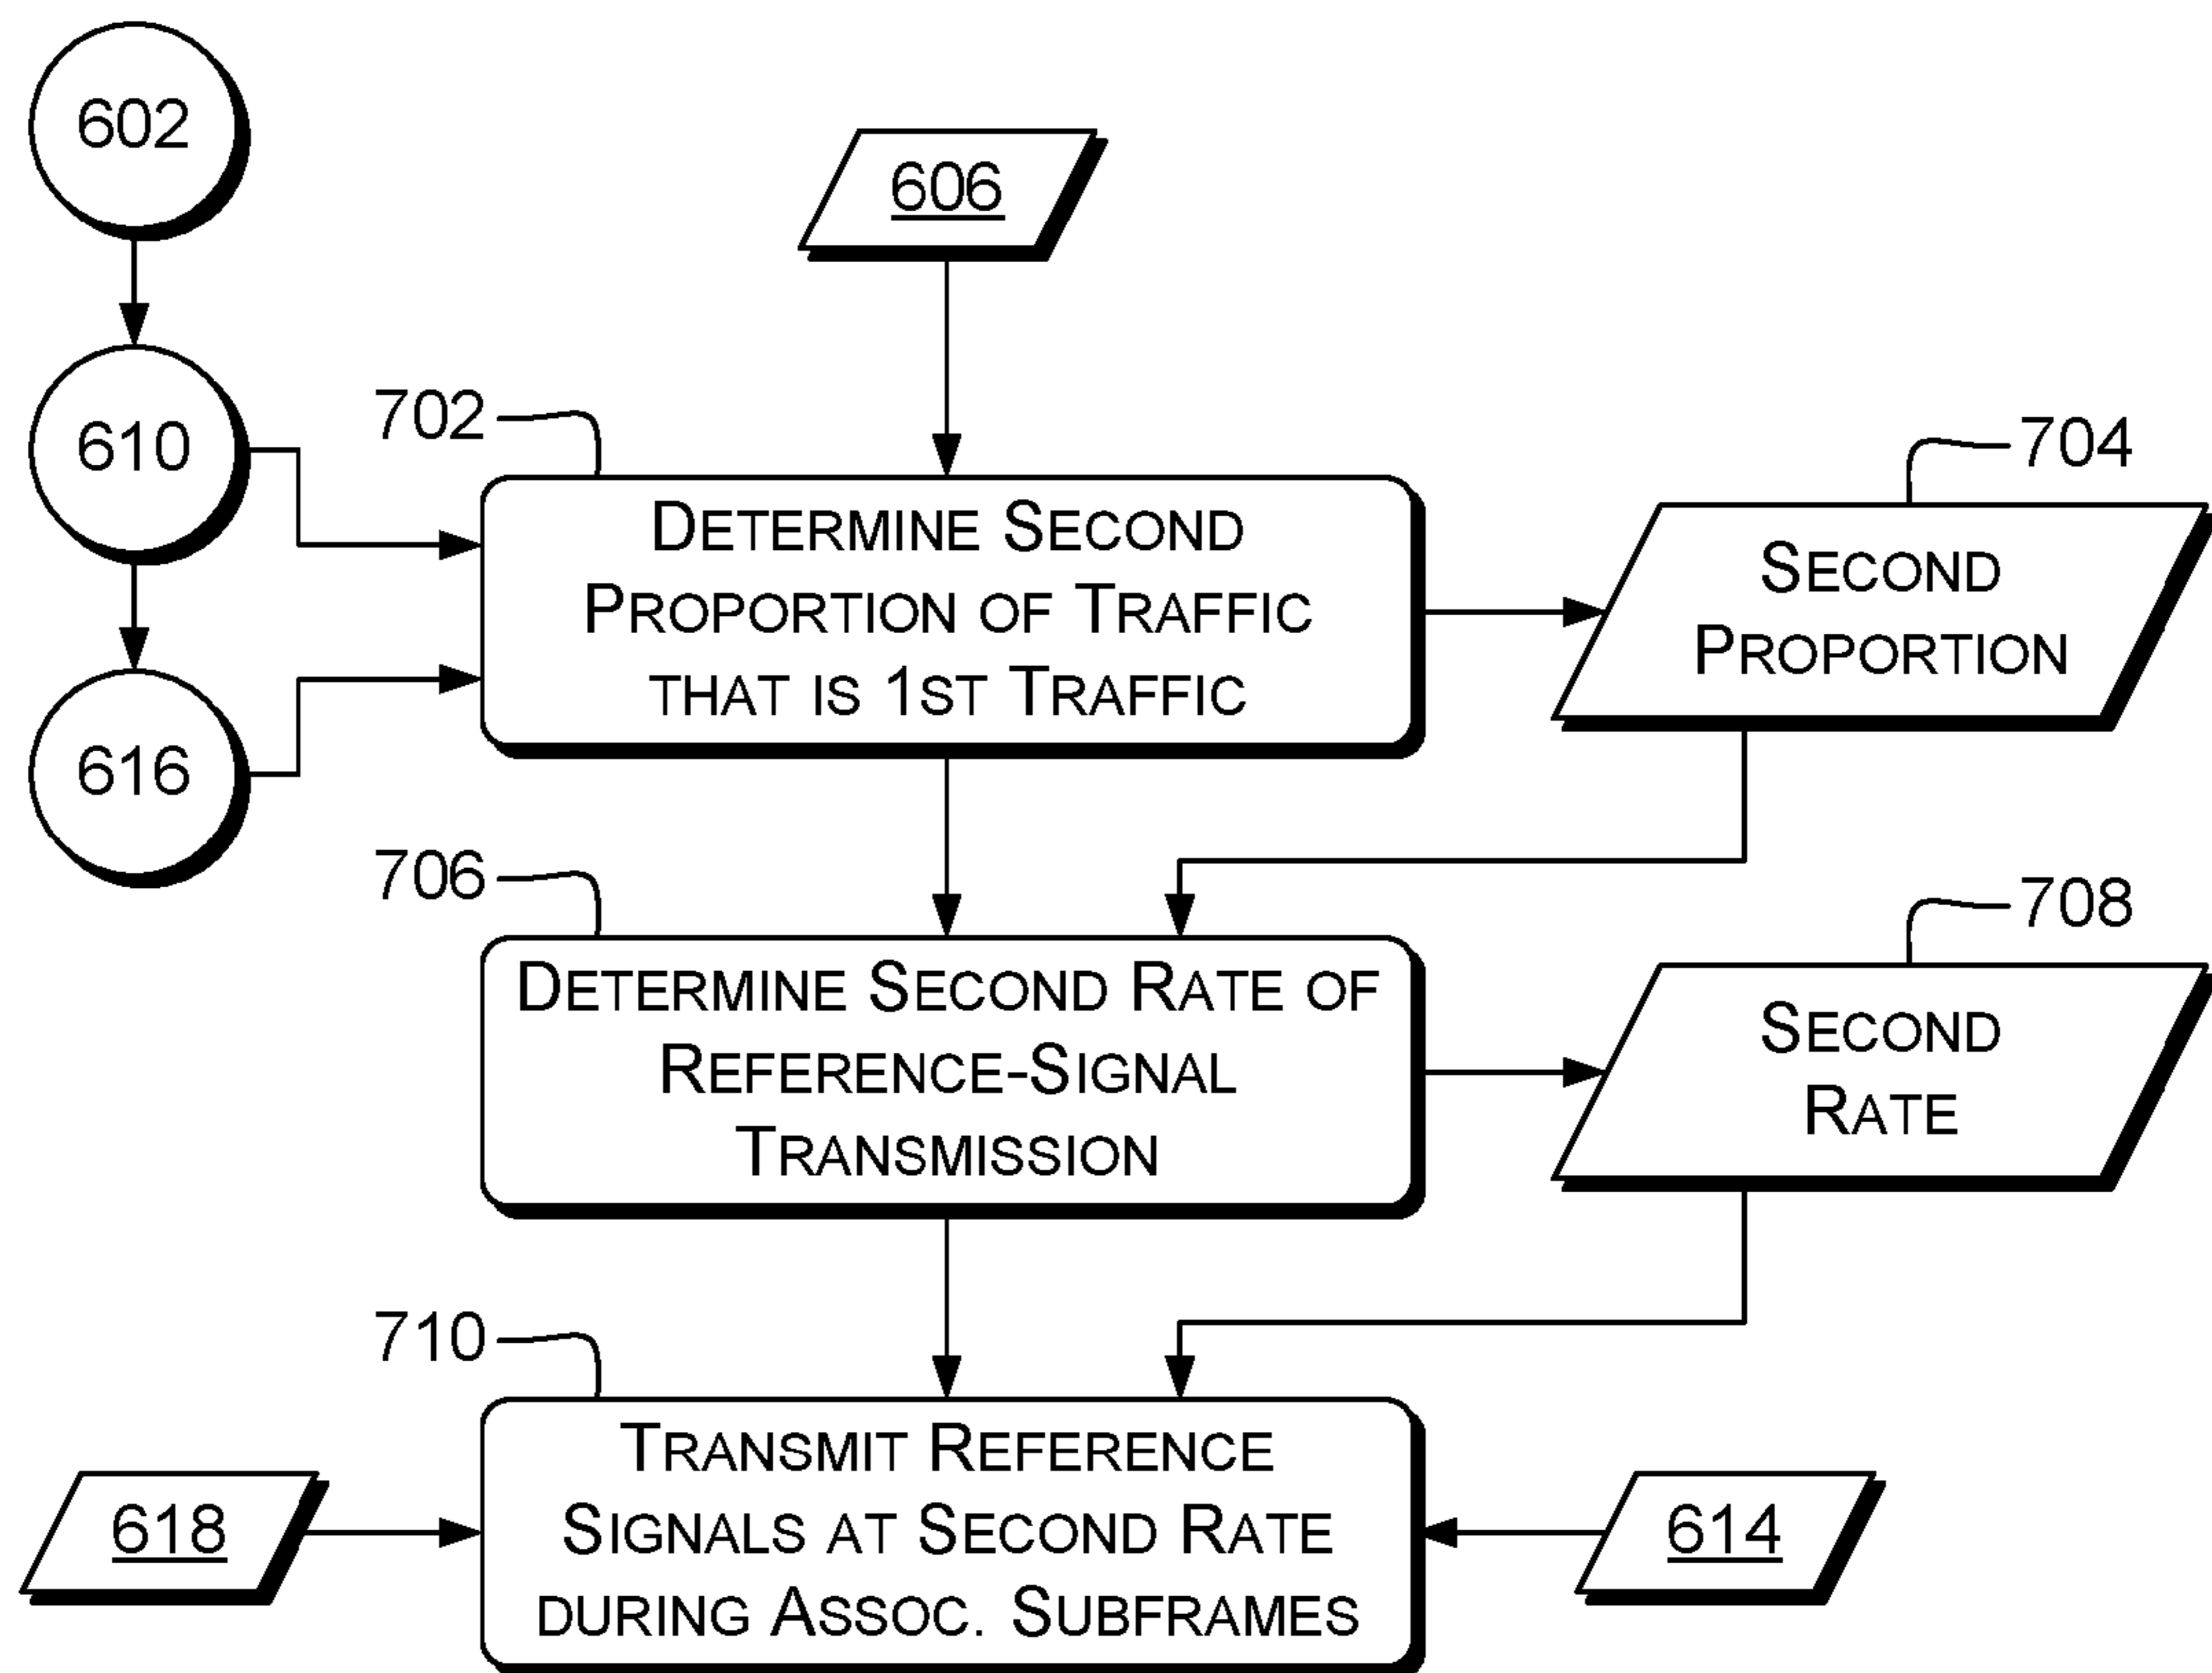 602
606
610
702
704
DETERMINE SECOND
PROPORTION OF TRAFFIC
THAT IS 1ST TRAFFIC
SECOND
PROPORTION
616
706
708
DETERMINE SECOND RATE OF
REFERENCE-SIGNAL
TRANSMISSION
SECOND
RATE
710
TRANSMIT REFERENCE
SIGNALS AT SECOND RATE
DURING ASSOC. SUBFRAMES
618
614